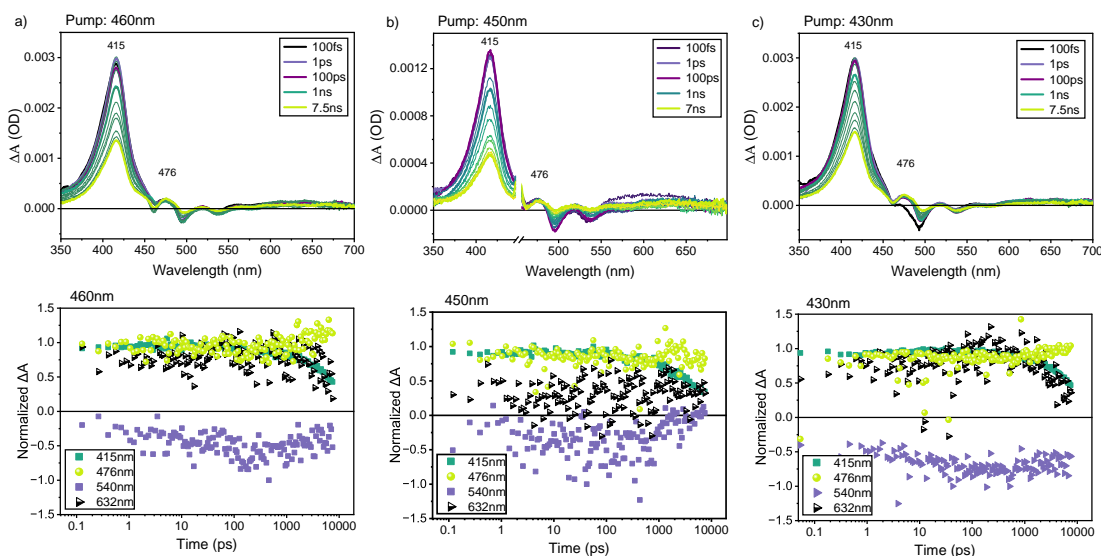 a)
Pump: 460nm
415
476
100fs
1ps
100ps
1ns
7.5ns
ΔA (OD)
0.003
0.002
0.001
0.000
350 400 450 500 550 600 650 700
Wavelength (nm)
b)
Pump: 450nm
415
476
100fs
1ps
100ps
1ns
7ns
ΔA (OD)
0.0012
0.0008
0.0004
0.0000
350 400 500 550 600 650
Wavelength (nm)
c)
Pump: 430nm
415
476
100fs
1ps
100ps
1ns
7.5ns
ΔA (OD)
0.003
0.002
0.001
0.000
350 400 450 500 550 600 650 700
Wavelength (nm)
460nm
Normalized ΔA
1.5
1.0
0.5
0.0
−0.5
−1.0
−1.5
415nm
476nm
540nm
632nm
0.1 1 10 100 1000 10000
Time (ps)
450nm
Normalized ΔA
1.5
1.0
0.5
0.0
−0.5
−1.0
−1.5
415nm
476nm
540nm
632nm
0.1 1 10 100 1000 10000
Time (ps)
430nm
Normalized ΔA
1.5
1.0
0.5
0.0
−0.5
−1.0
−1.5
415nm
476nm
540nm
632nm
0.1 1 10 100 1000 10000
Time (ps)